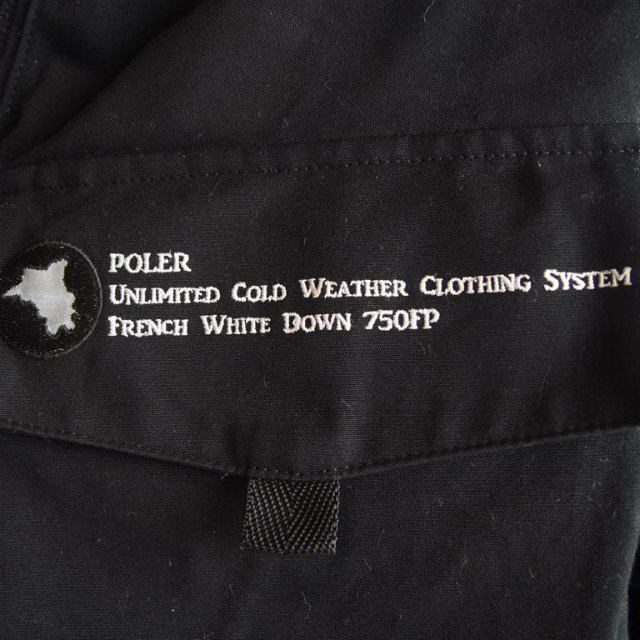 POLER
UNLIMITED COLD WEATHER CLOTHING SYSTEM
FRENCH WHITE DOWN 750FP